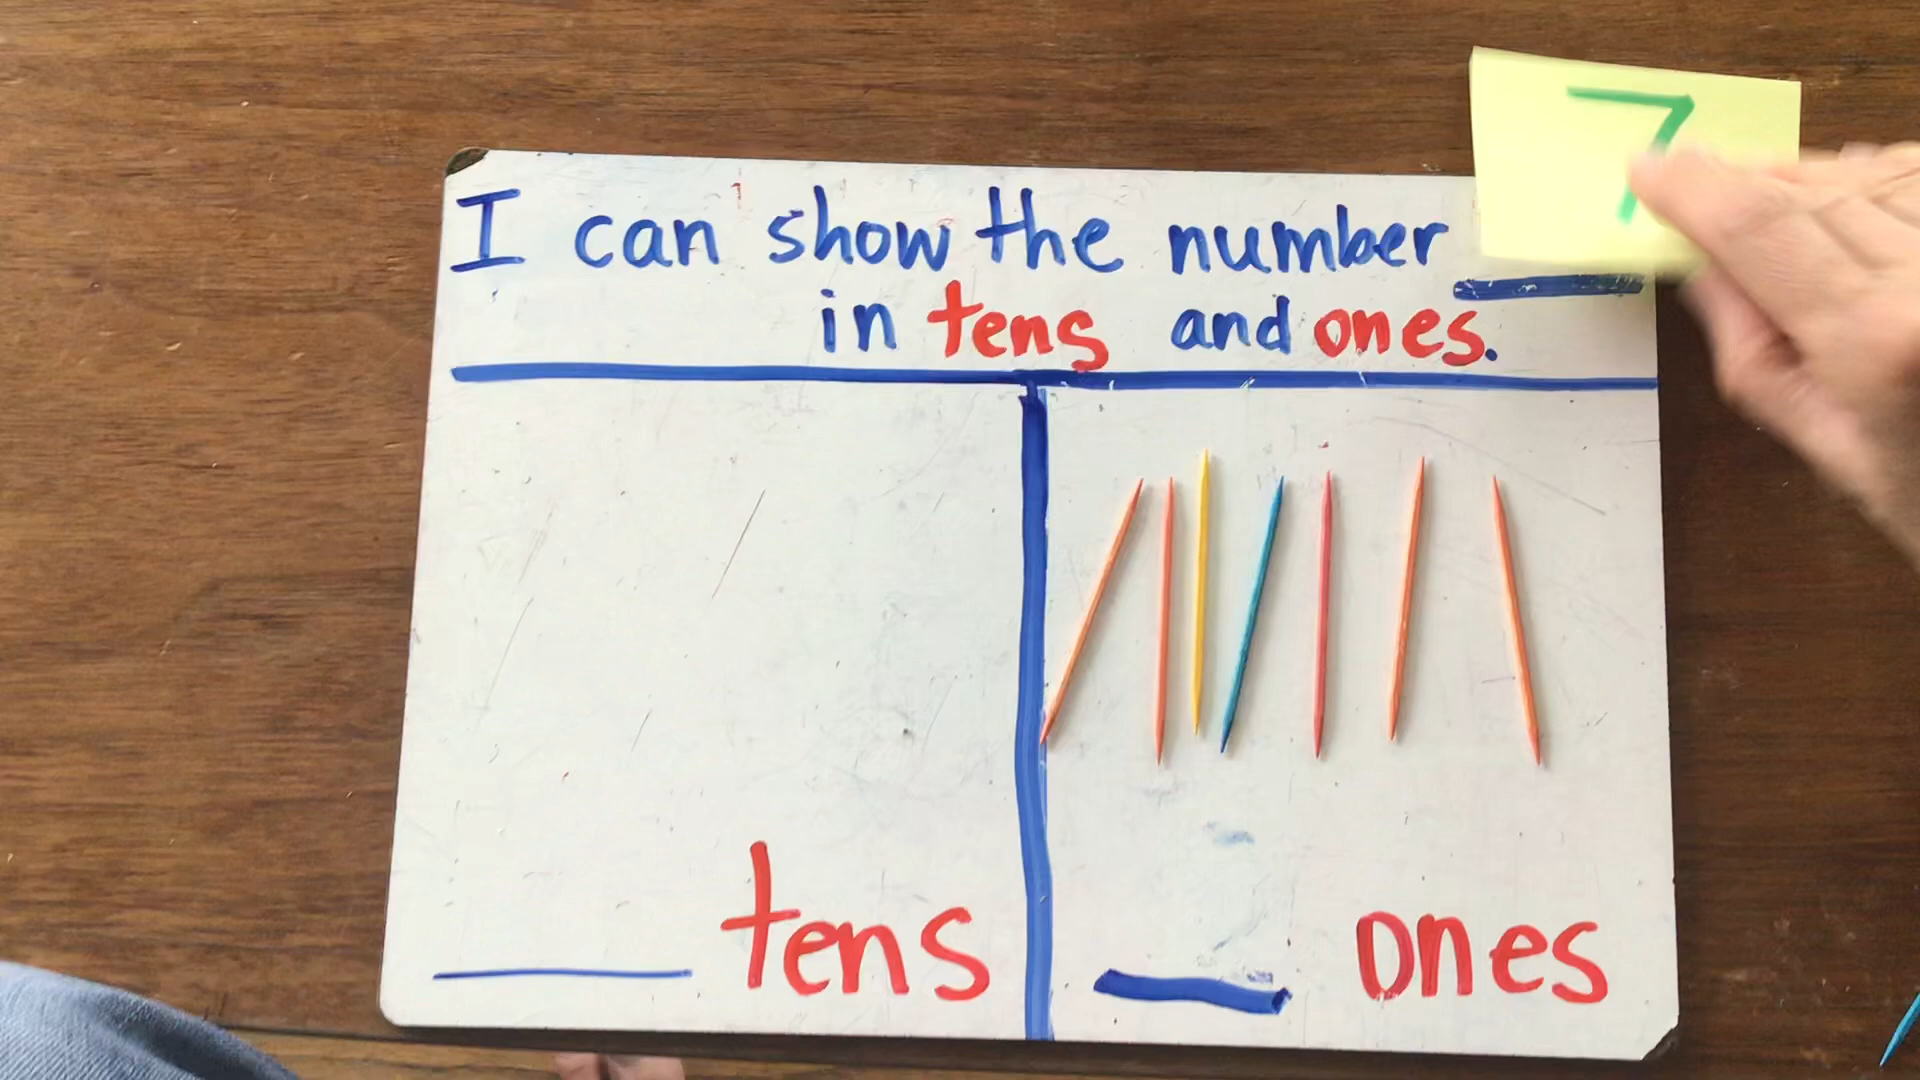 7
I can show the number
in tens and ones.
tens
ones